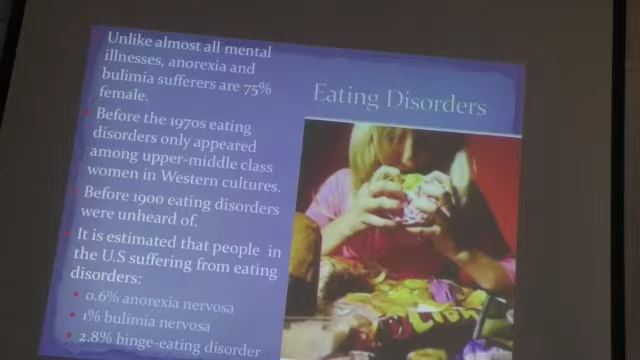 Unlike almost all mental
illnesses, anorexia and
bulimia sufferers are 75%
female.
Before the 1970s eating
disorders only appeared
among upper-middle class
women in Western cultures.
Before 1900 eating disorders
were unheard of.
It is estimated that people in
the U.S suffering from eating
disorders:
0.6% anorexia nervosa
1% bulimia nervosa
2.8% binge-eating disorder
Eating Disorders